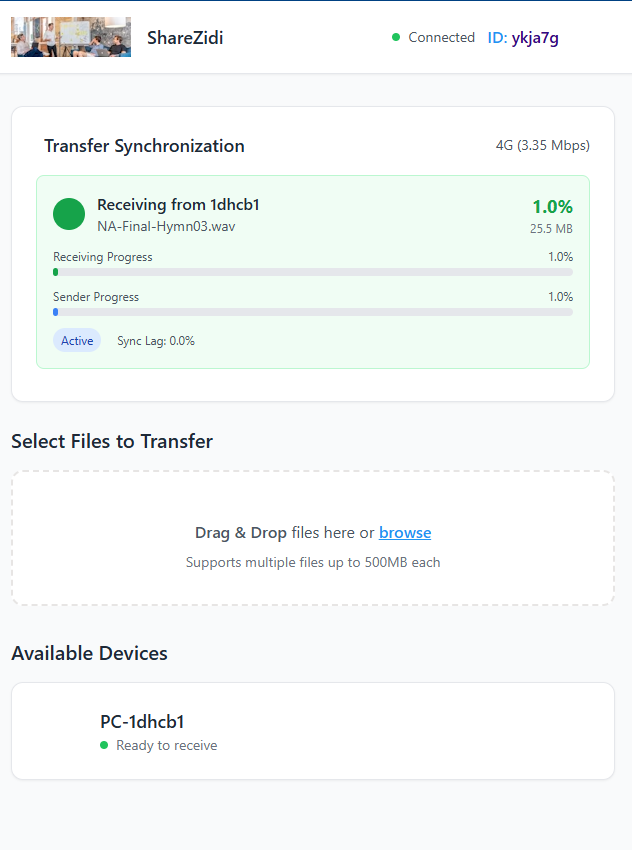 ShareZidi
Connected ID: ykja7g
Transfer Synchronization
4G (3.35 Mbps)
Receiving from 1dhcb1
1.0%
NA-Final-Hymn03.wav
25.5 MB
Receiving Progress
1.0%
Sender Progress
1.0%
Active
Sync Lag: 0.0%
Select Files to Transfer
Drag & Drop files here or browse
Supports multiple files up to 500MB each
Available Devices
PC-1dhcb1
Ready to receive